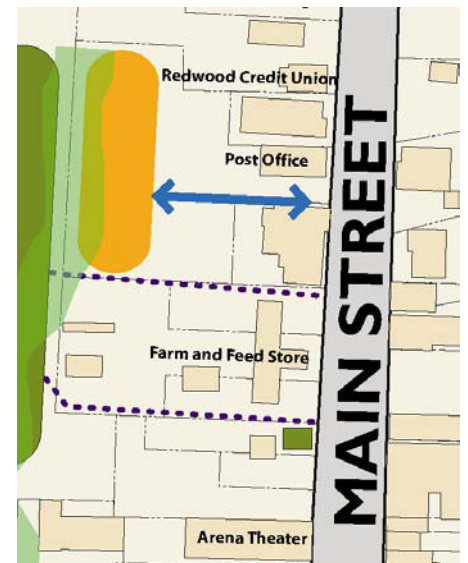 Redwood Credit Union
Post Office
MAIN STREET
Farm and Feed Store
Arena Theater